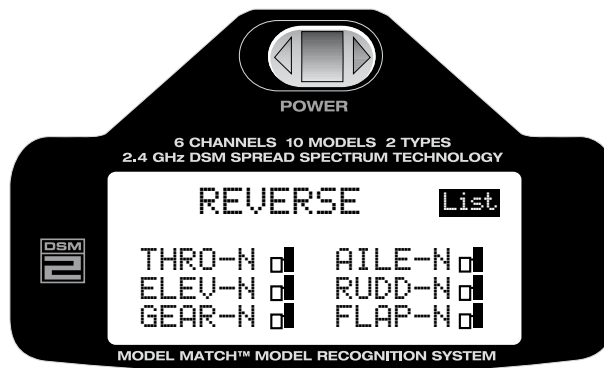 POWER
6 CHANNELS 10 MODELS 2 TYPES
2.4 GHz DSM SPREAD SPECTRUM TECHNOLOGY
REVERSE List
DSM
2
THRO-N AILE-N
ELEV-N RUDD-N
GEAR-N FLAP-N
MODEL MATCH™ MODEL RECOGNITION SYSTEM